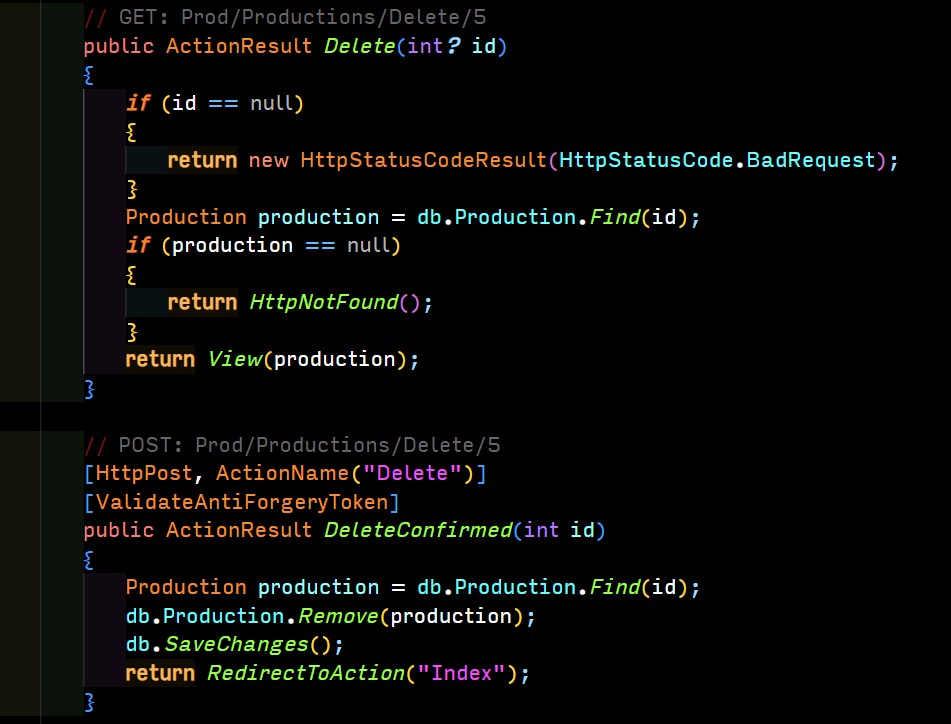 // GET: Prod/Productions/Delete/5
public ActionResult Delete(int? id)
{
if (id == null)
{
return new HttpStatusCodeResult(HttpStatusCode.BadRequest);
}
Production production = db.Production.Find(id);
if (production == null)
{
return HttpNotFound();
}
return View(production);
}
// POST: Prod/Productions/Delete/5
[HttpPost, ActionName("Delete")]
[ValidateAntiForgeryToken]
public ActionResult DeleteConfirmed(int id)
{
Production production = db.Production.Find(id);
db.Production.Remove(production);
db.SaveChanges();
return RedirectToAction("Index");
}